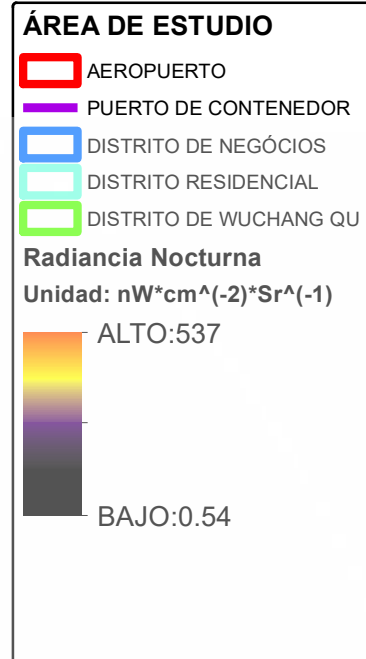 ÁREA DE ESTUDIO
AEROPUERTO
PUERTO DE CONTENEDOR
DISTRITO DE NEGÓCIOS
DISTRITO RESIDENCIAL
DISTRITO DE WUCHANG QU
Radiancia Nocturna
Unidad: nW*cm^(-2)*Sr^(-1)
ALTO:537
BAJO:0.54